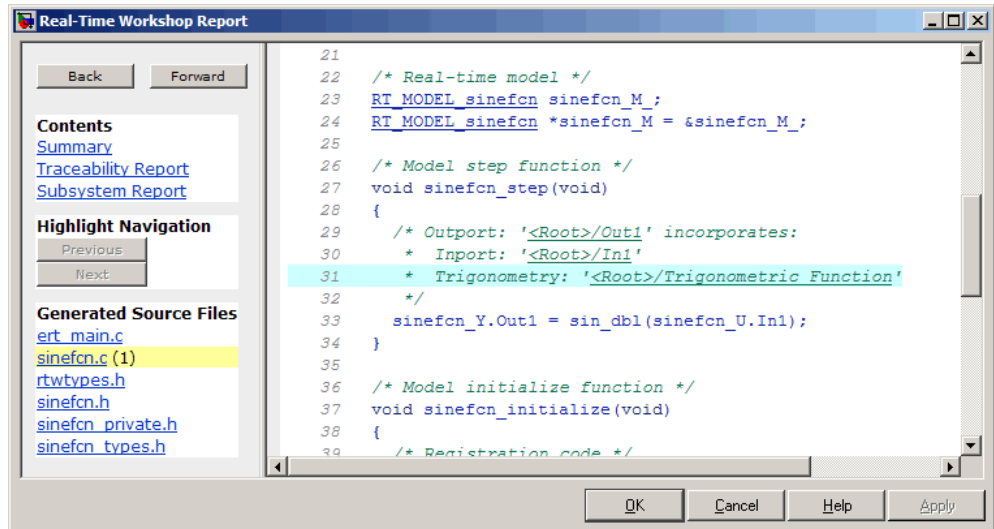 Real-Time Workshop Report
Back
Forward
Contents
Summary
Traceability Report
Subsystem Report
Highlight Navigation
Previous
Next
Generated Source Files
ert_main.c
sinefcn.c (1)
rtwtypes.h
sinefcn.h
sinefcn_private.h
sinefcn_types.h
21
22 /* Real-time model */
23 RT_MODEL_sinefcn sinefcn_M_;
24 RT_MODEL_sinefcn *sinefcn_M = &sinefcn_M_;
25
26 /* Model step function */
27 void sinefcn_step(void)
28 {
29 /* Outport: '<Root>/Out1' incorporates:
30 * Inport: '<Root>/In1'
31 * Trigonometry: '<Root>/Trigonometric Function'
32 */
33 sinefcn_Y.Out1 = sin_dbl(sinefcn_U.In1);
34 }
35
36 /* Model initialize function */
37 void sinefcn_initialize(void)
38 {
39 /* Registration code */
OK
Cancel
Help
Apply